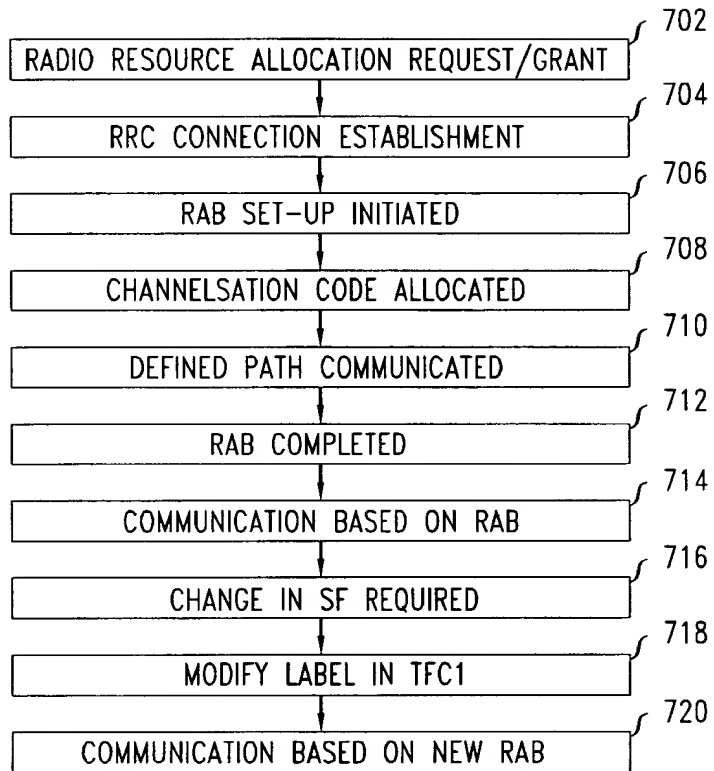 702
RADIO RESOURCE ALLOCATION REQUEST/GRANT
704
RRC CONNECTION ESTABLISHMENT
706
RAB SET-UP INITIATED
708
CHANNELSATION CODE ALLOCATED
710
DEFINED PATH COMMUNICATED
712
RAB COMPLETED
714
COMMUNICATION BASED ON RAB
716
CHANGE IN SF REQUIRED
718
MODIFY LABEL IN TFC1
720
COMMUNICATION BASED ON NEW RAB